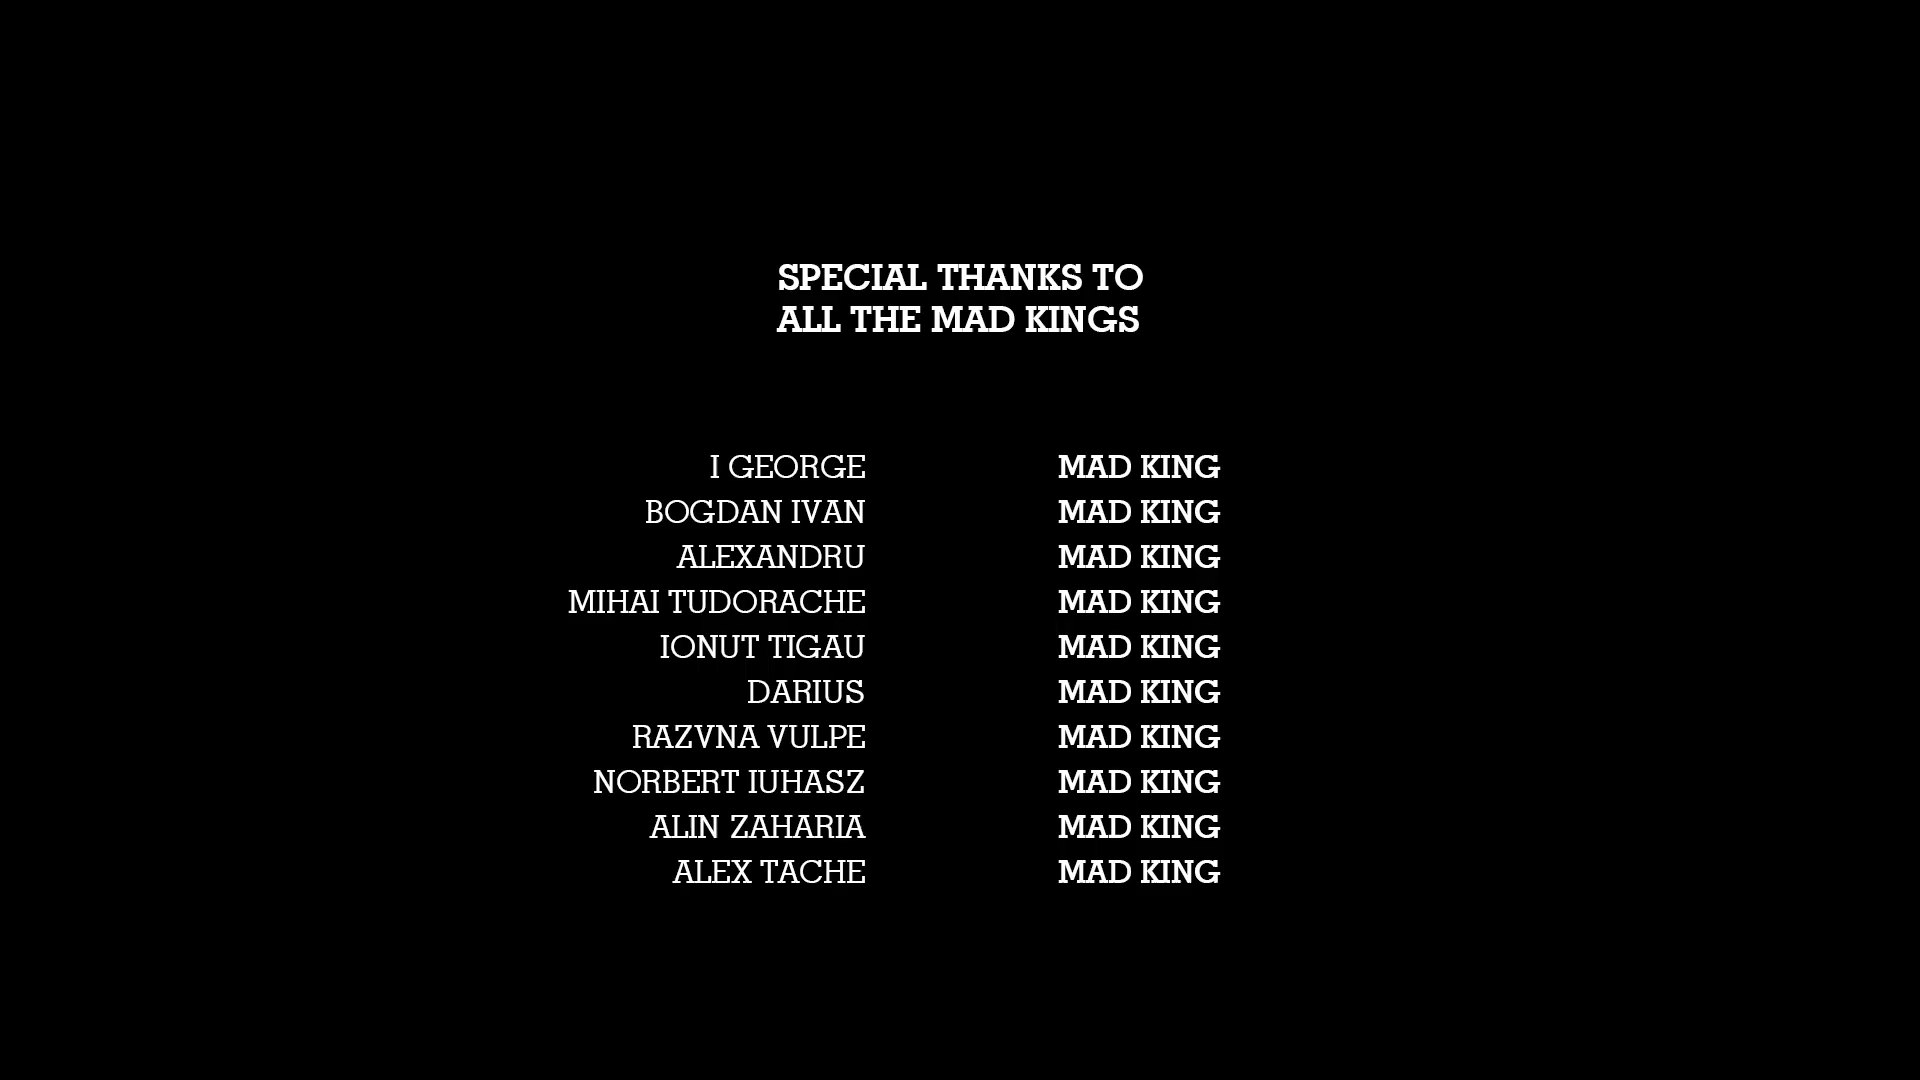 SPECIAL THANKS TO
ALL THE MAD KINGS
I GEORGE MAD KING
BOGDAN IVAN MAD KING
ALEXANDRU MAD KING
MIHAI TUDORACHE MAD KING
IONUT TIGAU MAD KING
DARIUS MAD KING
RAZVNA VULPE MAD KING
NORBERT IUHASZ MAD KING
ALIN ZAHARIA MAD KING
ALEX TACHE MAD KING